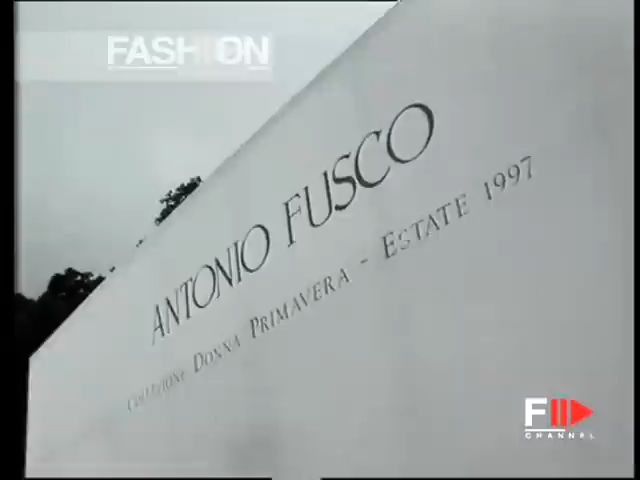 FASHION
ANTONIO FUSCO
COLLEZIONE DONNA PRIMAVERA - ESTATE 1997
F
CHANNEL